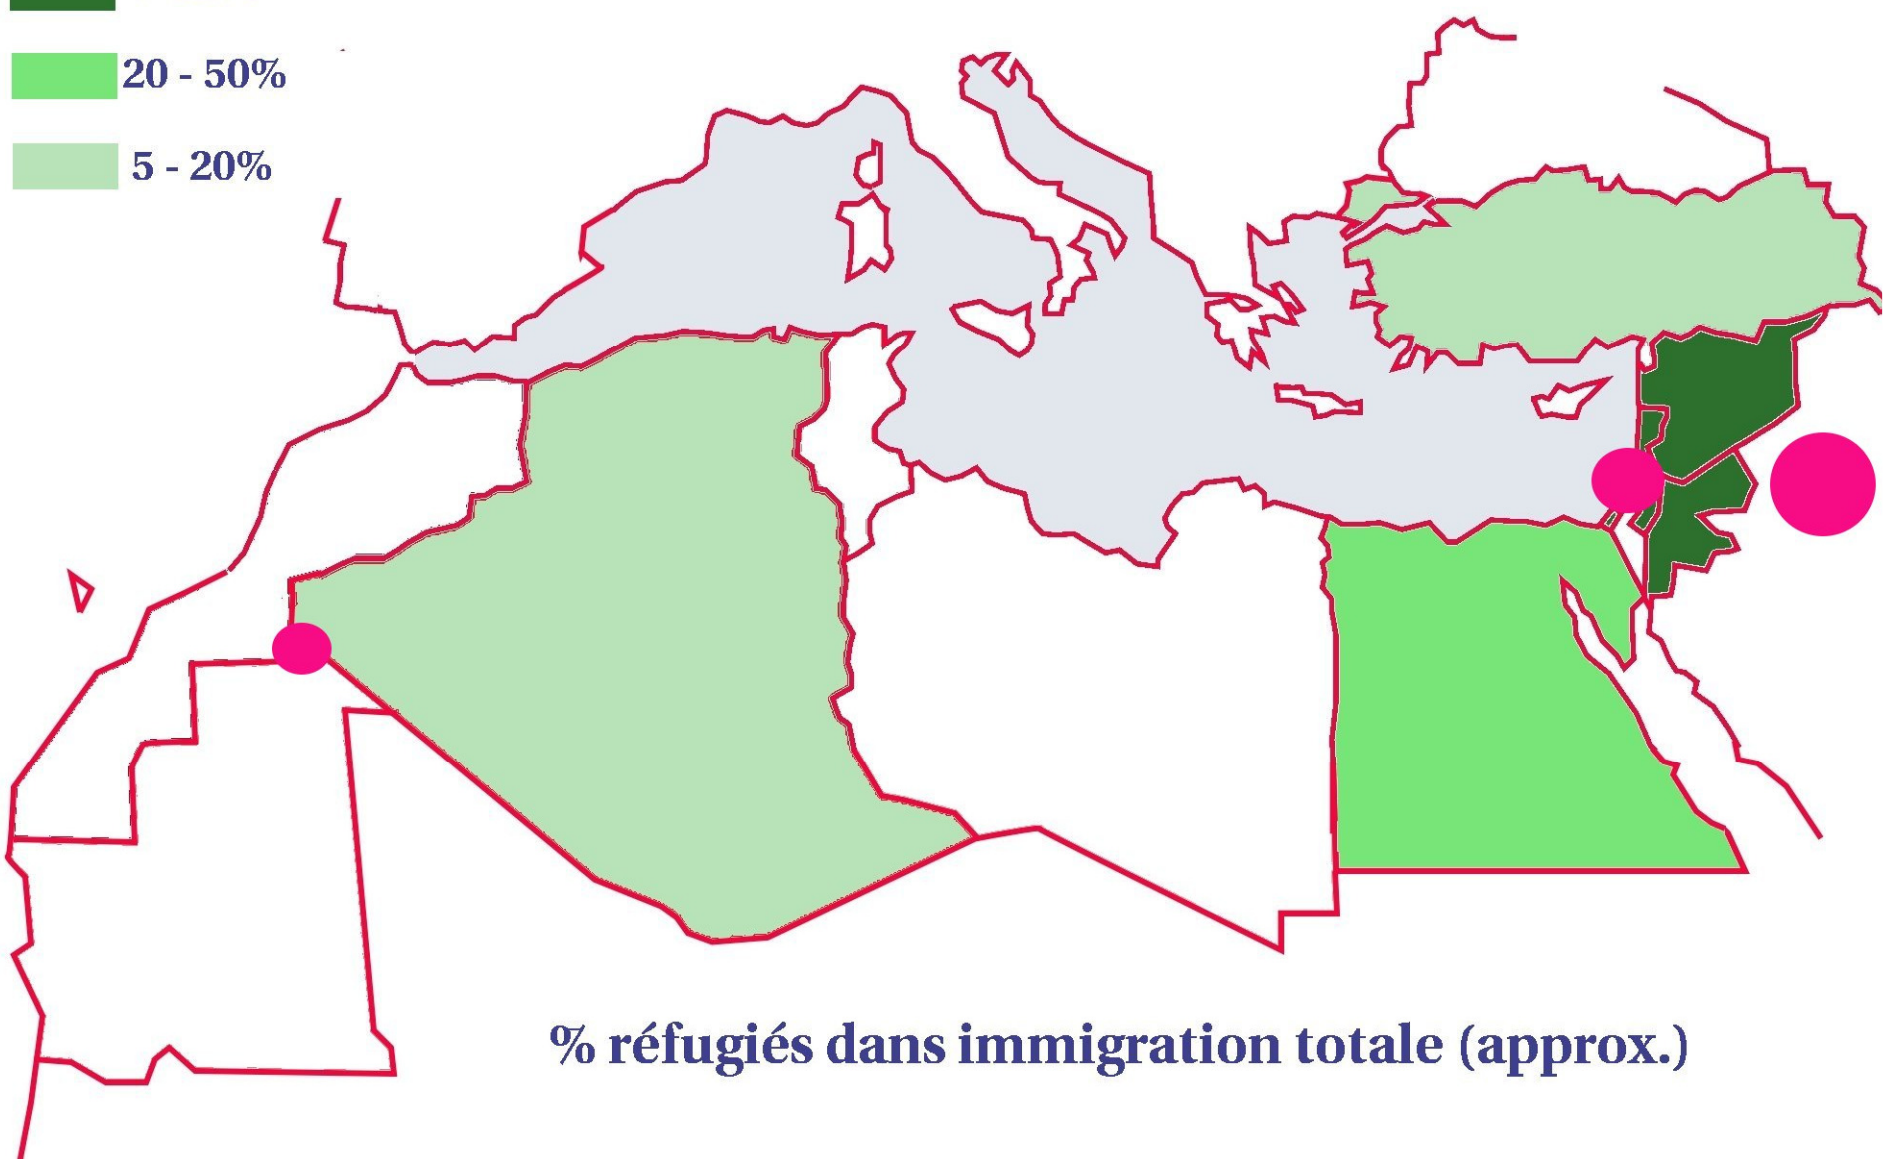 20 - 50%
5 - 20%
% réfugiés dans immigration totale (approx.)